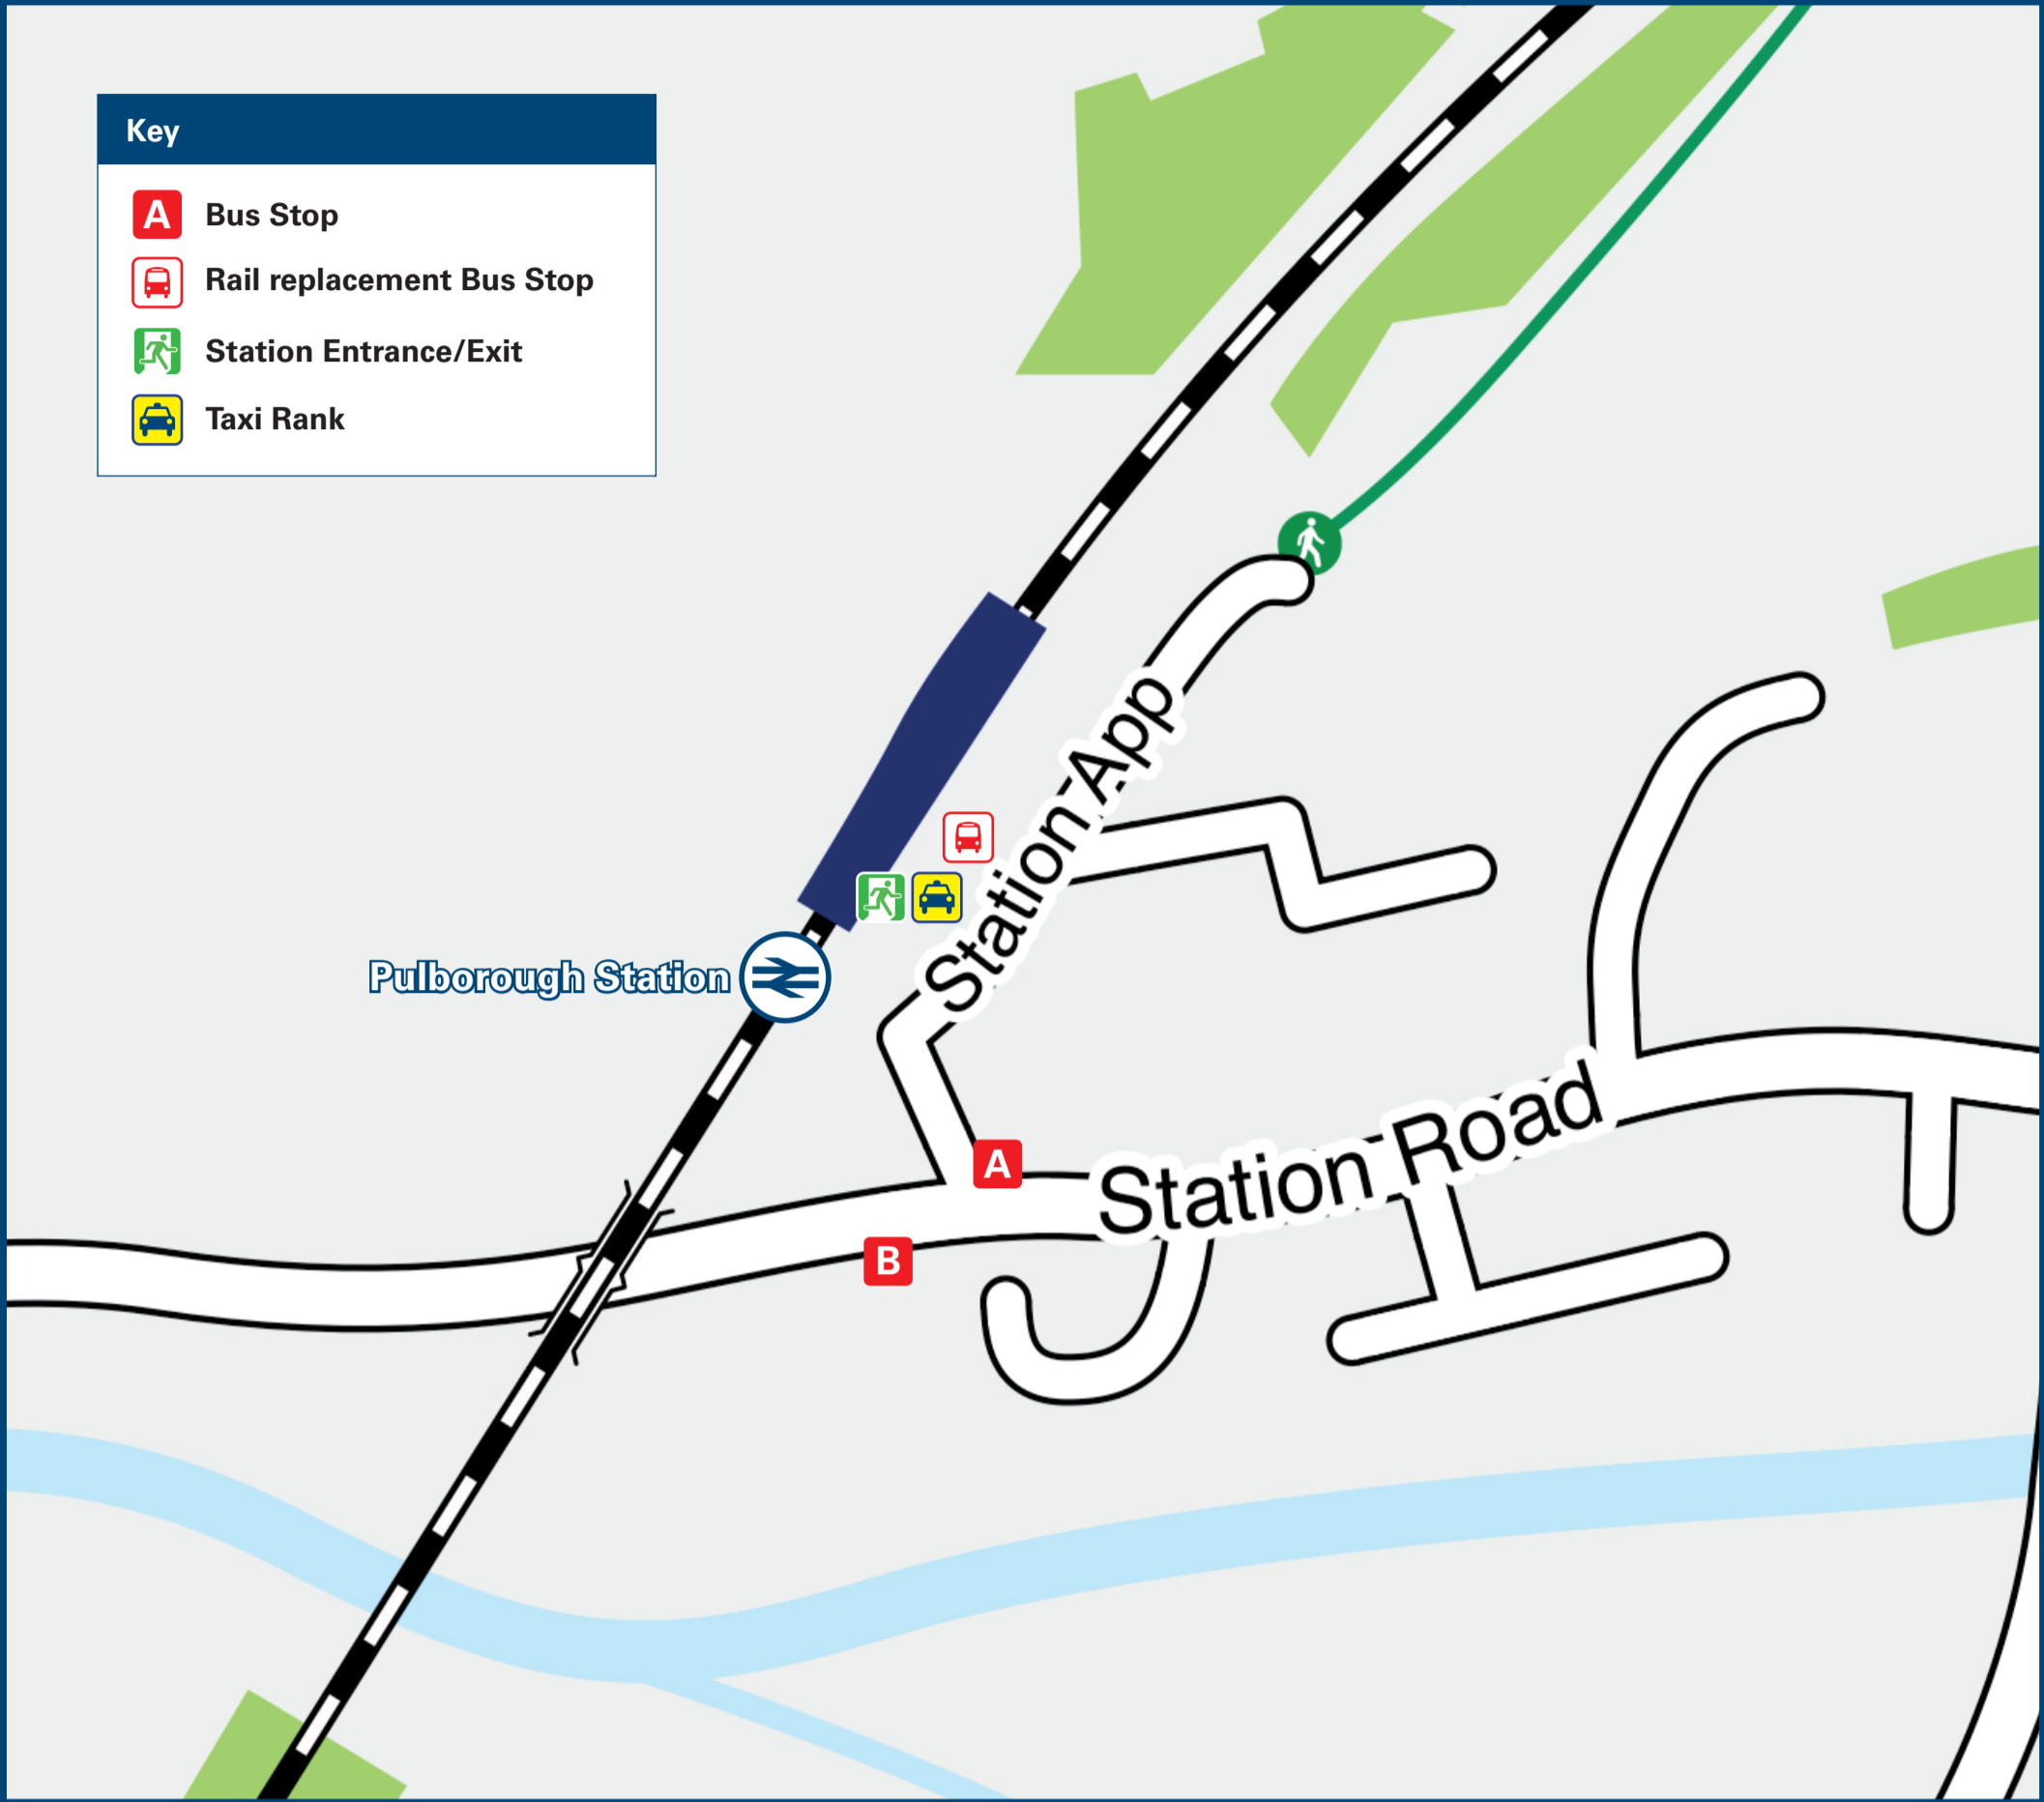 Key
A Bus Stop
Rail replacement Bus Stop
Station Entrance/Exit
Taxi Rank
Station App
Pulborough Station
A
Station Road
B